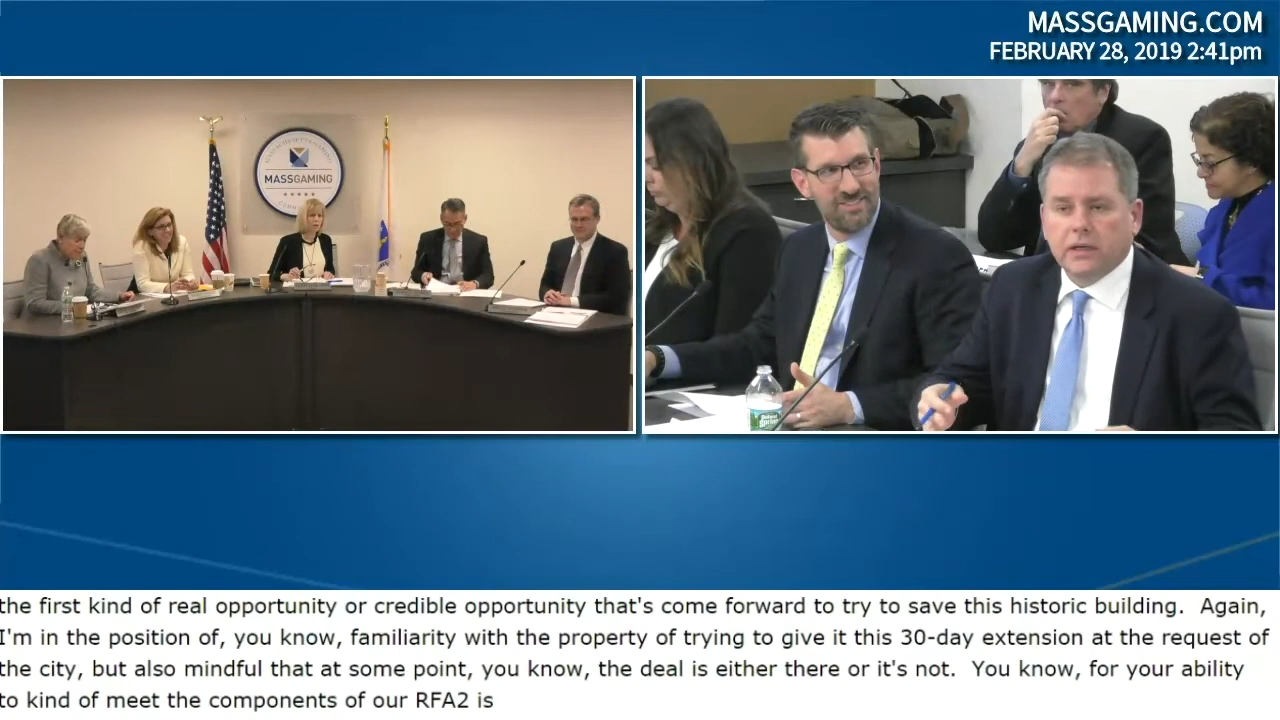 MASSGAMING.COM
FEBRUARY 28, 2019 2:41pm
MASSGAMING
the first kind of real opportunity or credible opportunity that's come forward to try to save this historic building.  Again,
I'm in the position of, you know, familiarity with the property of trying to give it this 30-day extension at the request of
the city, but also mindful that at some point, you know, the deal is either there or it's not.  You know, for your ability
to kind of meet the components of our RFA2 is